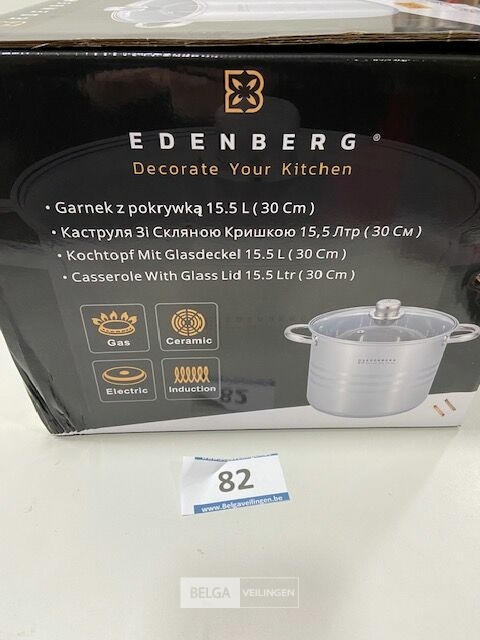 EDENBERG®
Decorate Your Kitchen
• Garnek z pokrywką 15.5 L ( 30 Cm )
• Каструля Зі Скляною Кришкою 15,5 Лтр ( 30 См )
• Kochtopf Mit Glasdeckel 15.5 L ( 30 Cm )
• Casserole With Glass Lid 15.5 Ltr ( 30 Cm )
Gas
Ceramic
Electric
Induction
EDENBERG
82
www.Belgaveilingen.be
BELGA VEILINGEN